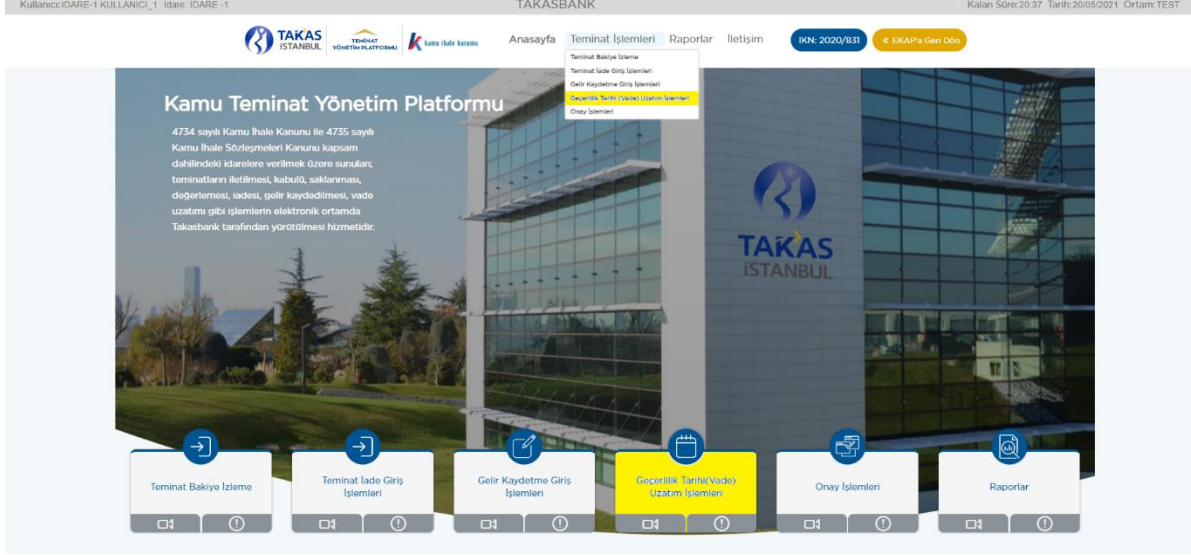 Kullanıcı:IDARE-1 KULLANICI_1 İdare: IDARE -1
TAKASBANK
Kalan Süre:20:37 Tarih:20/05/2021 Ortam:TEST
TAKAS
İSTANBUL
TEMİNAT
YÖNETİM PLATFORMU
kamu ihale kurumu
Anasayfa Teminat İşlemleri Raporlar İletişim
IKN: 2020/831
« EKAP'a Geri Dön
Teminat Bakiye İzleme
Teminat İade Giriş İşlemleri
Gelir Kaydetme Giriş İşlemleri
Geçerlilik Tarihi (Vade) Uzatım İşlemleri
Onay İşlemleri
Kamu Teminat Yönetim Platformu
4734 sayılı Kamu İhale Kanunu ile 4735 sayılı
Kamu İhale Sözleşmeleri Kanunu kapsam
dahilindeki idarelere verilmek üzere sunulan;
teminatların iletilmesi, kabulü, saklanması,
değerlemesi, iadesi, gelir kaydedilmesi, vade
uzatımı gibi işlemlerin elektronik ortamda
Takasbank tarafından yürütülmesi hizmetidir.
TAKAS
İSTANBUL
Teminat Bakiye İzleme
Teminat İade Giriş
İşlemleri
Gelir Kaydetme Giriş
İşlemleri
Geçerlilik Tarihi(Vade)
Uzatım İşlemleri
Onay İşlemleri
Raporlar